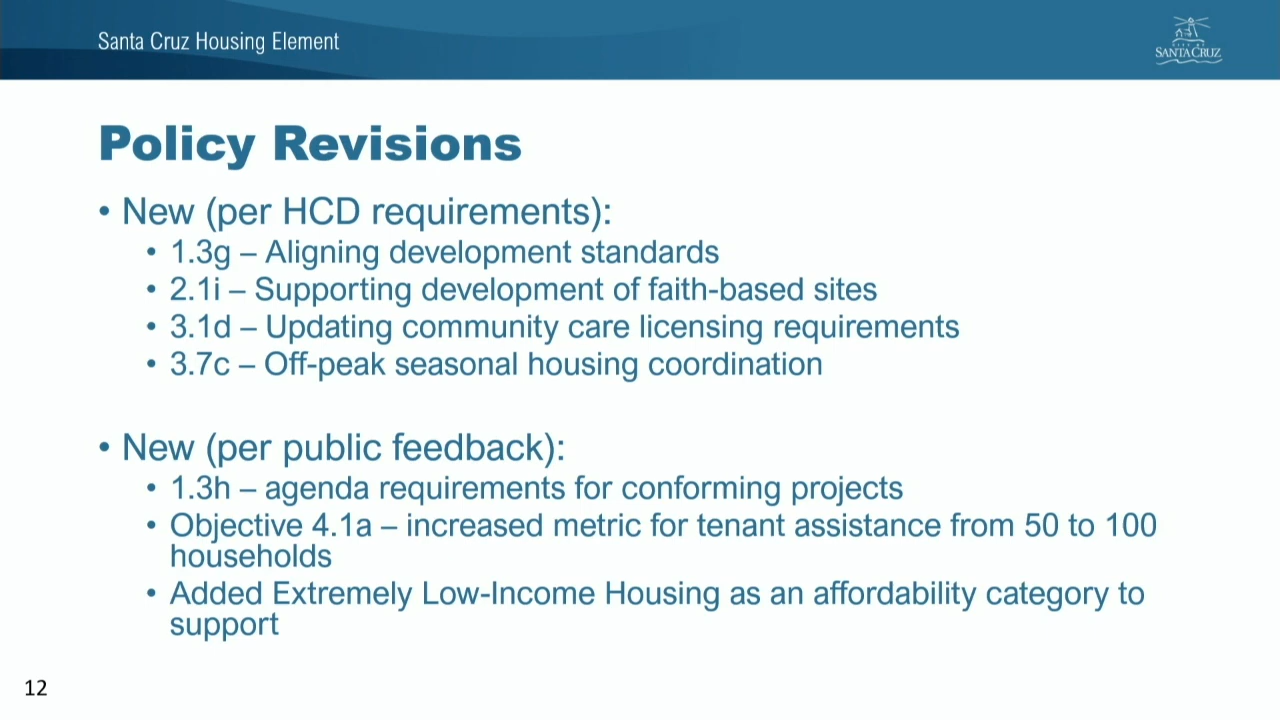 Santa Cruz Housing Element
SANTA CRUZ
Policy Revisions
• New (per HCD requirements):
• 1.3g – Aligning development standards
• 2.1i – Supporting development of faith-based sites
• 3.1d – Updating community care licensing requirements
• 3.7c – Off-peak seasonal housing coordination
• New (per public feedback):
• 1.3h – agenda requirements for conforming projects
• Objective 4.1a – increased metric for tenant assistance from 50 to 100
households
• Added Extremely Low-Income Housing as an affordability category to
support
12